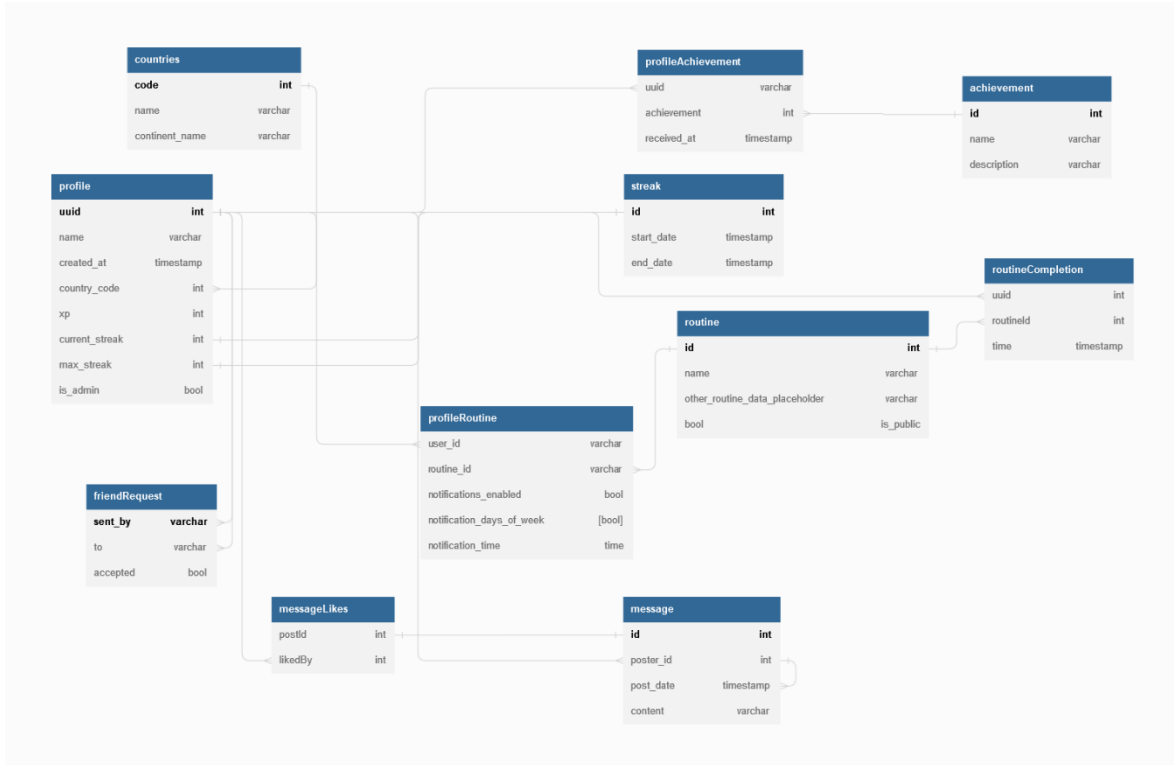 countries
code int
name varchar
continent_name varchar
profile
uuid int
name varchar
created_at timestamp
country_code int
xp int
current_streak int
max_streak int
is_admin bool
profileAchievement
uuid varchar
achievement int
received_at timestamp
achievement
id int
name varchar
description varchar
streak
id int
start_date timestamp
end_date timestamp
routineCompletion
uuid int
routineId int
time timestamp
routine
id int
name varchar
other_routine_data_placeholder varchar
bool is_public
profileRoutine
user_id varchar
routine_id varchar
notifications_enabled bool
notification_days_of_week [bool]
notification_time time
friendRequest
sent_by varchar
to varchar
accepted bool
messageLikes
postId int
likedBy int
message
id int
poster_id int
post_date timestamp
content varchar